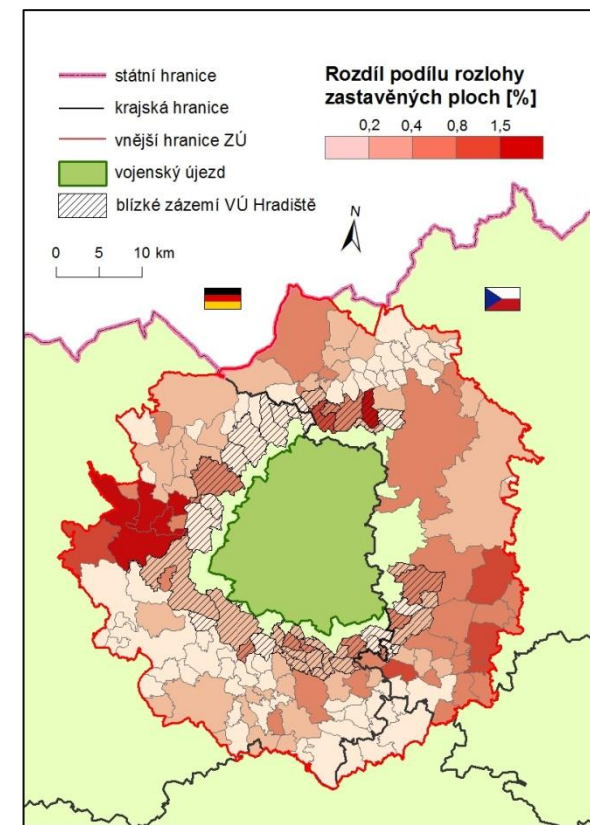 státní hranice
krajská hranice
vnější hranice ZÚ
vojenský újezd
blízké zázemí VÚ Hradiště
0 5 10 km
Rozdíl podílu rozlohy
zastavěných ploch [%]
0,2 0,4 0,8 1,5
N